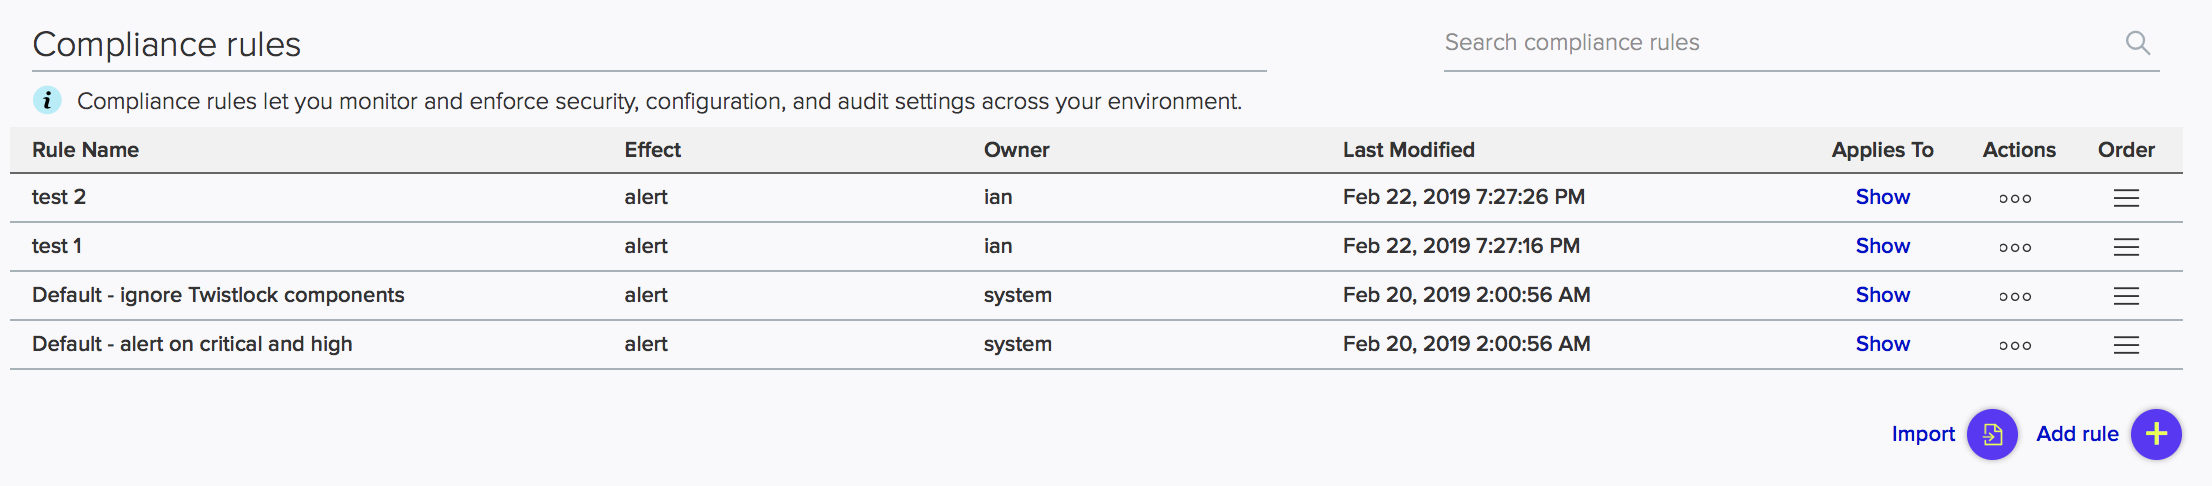 Compliance rules
Search compliance rules
i Compliance rules let you monitor and enforce security, configuration, and audit settings across your environment.
Rule Name Effect Owner Last Modified Applies To Actions Order
test 2 alert ian Feb 22, 2019 7:27:26 PM Show
test 1 alert ian Feb 22, 2019 7:27:16 PM Show
Default - ignore Twistlock components alert system Feb 20, 2019 2:00:56 AM Show
Default - alert on critical and high alert system Feb 20, 2019 2:00:56 AM Show
Import Add rule